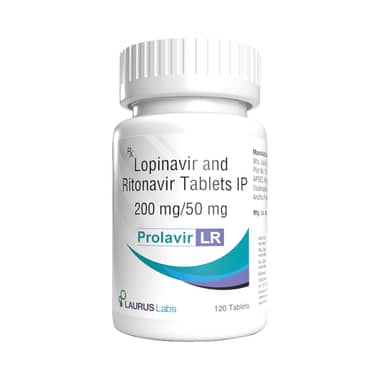 Rx
Lopinavir and
Ritonavir Tablets IP
200 mg/50 mg
Prolavir LR
LAURUS Labs
120 Tablets